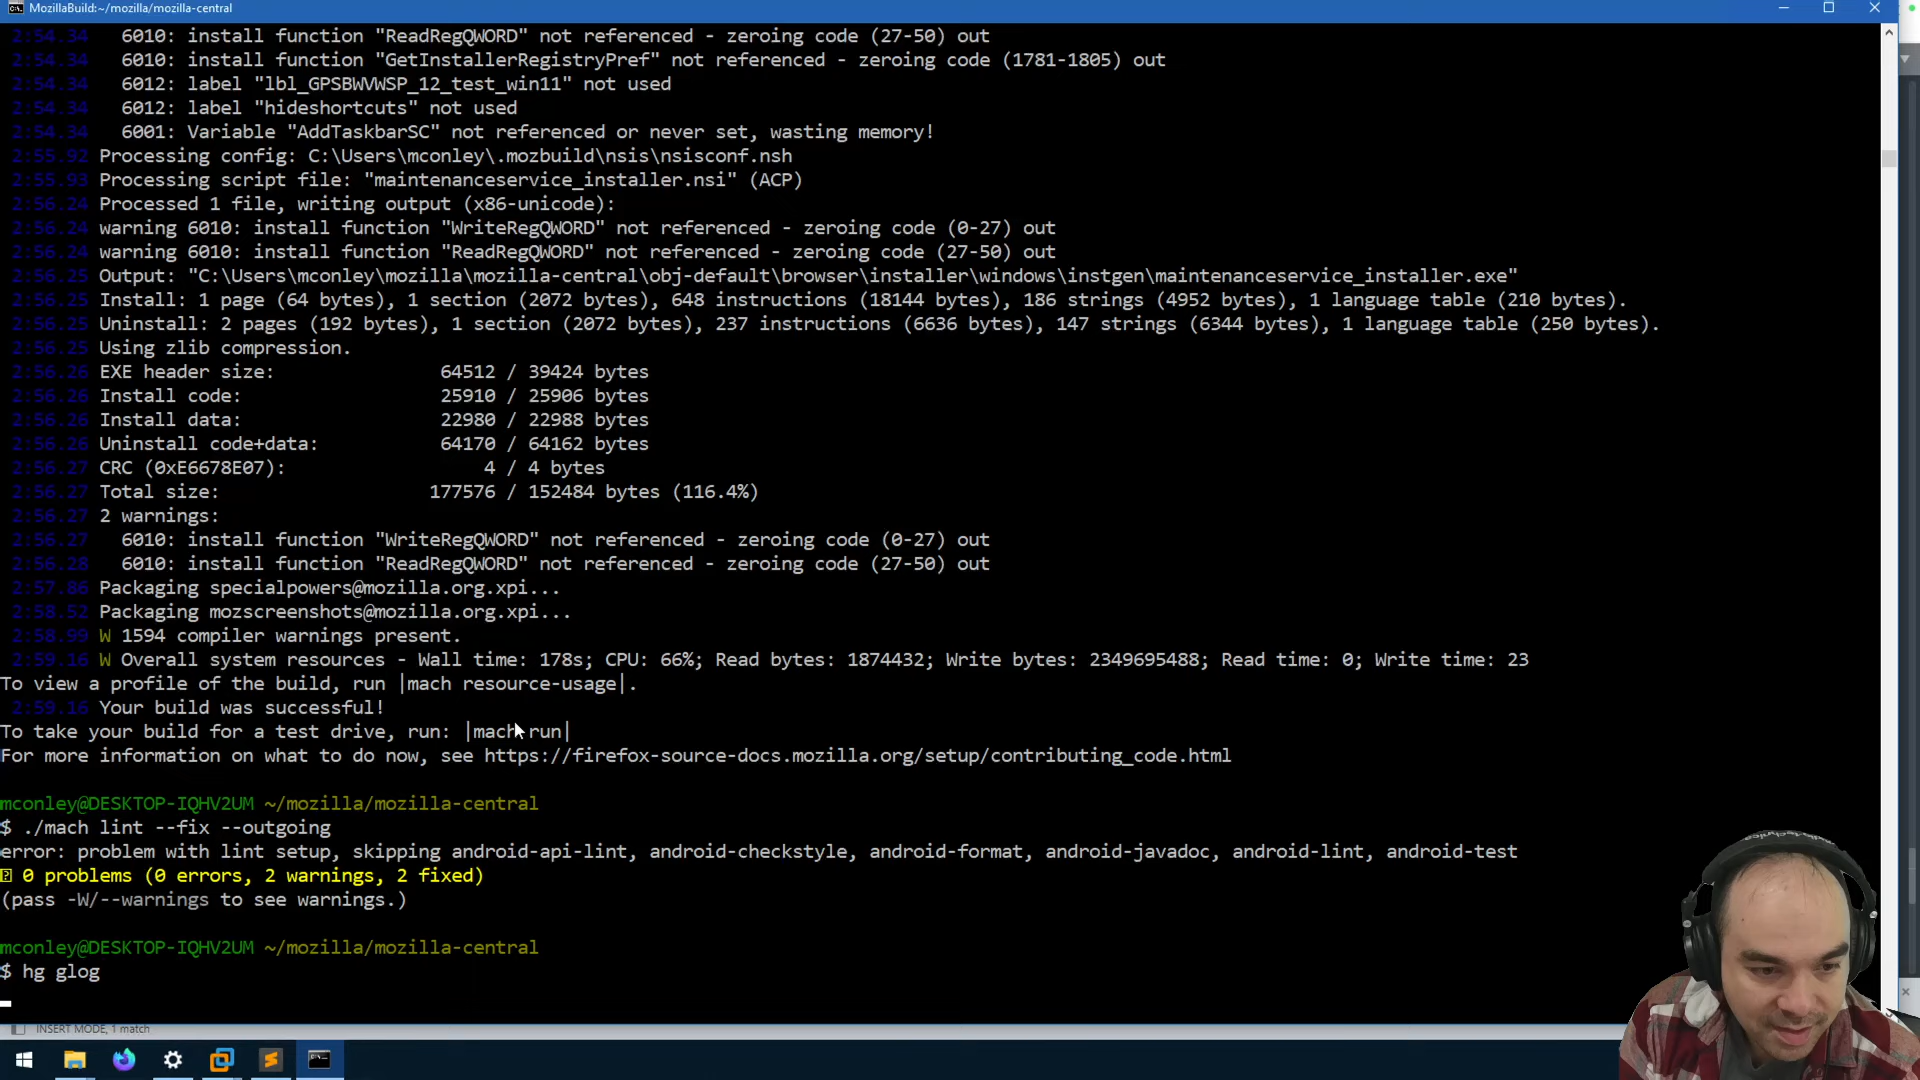 MozillaBuild:~/mozilla/mozilla-central
2:54.34 6010: install function "ReadRegQWORD" not referenced - zeroing code (27-50) out
2:54.34 6010: install function "GetInstallerRegistryPref" not referenced - zeroing code (1781-1805) out
2:54.34 6012: label "lbl_GPSBWVWSP_12_test_win11" not used
2:54.34 6012: label "hideshortcuts" not used
2:54.34 6001: Variable "AddTaskbarSC" not referenced or never set, wasting memory!
2:55.92 Processing config: C:\Users\mconley\.mozbuild\nsis\nsisconf.nsh
2:55.93 Processing script file: "maintenanceservice_installer.nsi" (ACP)
2:56.24 Processed 1 file, writing output (x86-unicode):
2:56.24 warning 6010: install function "WriteRegQWORD" not referenced - zeroing code (0-27) out
2:56.24 warning 6010: install function "ReadRegQWORD" not referenced - zeroing code (27-50) out
2:56.25 Output: "C:\Users\mconley\mozilla\mozilla-central\obj-default\browser\installer\windows\instgen\maintenanceservice_installer.exe"
2:56.25 Install: 1 page (64 bytes), 1 section (2072 bytes), 648 instructions (18144 bytes), 186 strings (4952 bytes), 1 language table (210 bytes).
2:56.25 Uninstall: 2 pages (192 bytes), 1 section (2072 bytes), 237 instructions (6636 bytes), 147 strings (6344 bytes), 1 language table (250 bytes).
2:56.25 Using zlib compression.
2:56.26 EXE header size: 64512 / 39424 bytes
2:56.26 Install code: 25910 / 25906 bytes
2:56.26 Install data: 22980 / 22988 bytes
2:56.26 Uninstall code+data: 64170 / 64162 bytes
2:56.27 CRC (0xE6678E07): 4 / 4 bytes
2:56.27 Total size: 177576 / 152484 bytes (116.4%)
2:56.27 2 warnings:
2:56.27 6010: install function "WriteRegQWORD" not referenced - zeroing code (0-27) out
2:56.28 6010: install function "ReadRegQWORD" not referenced - zeroing code (27-50) out
2:57.86 Packaging specialpowers@mozilla.org.xpi...
2:58.52 Packaging mozscreenshots@mozilla.org.xpi...
2:58.99 W 1594 compiler warnings present.
2:59.16 W Overall system resources - Wall time: 178s; CPU: 66%; Read bytes: 1874432; Write bytes: 2349695488; Read time: 0; Write time: 23
To view a profile of the build, run |mach resource-usage|.
2:59.16 Your build was successful!
To take your build for a test drive, run: |mach run|
For more information on what to do now, see https://firefox-source-docs.mozilla.org/setup/contributing_code.html
mconley@DESKTOP-IQHV2UM ~/mozilla/mozilla-central
$ ./mach lint --fix --outgoing
error: problem with lint setup, skipping android-api-lint, android-checkstyle, android-format, android-javadoc, android-lint, android-test
0 problems (0 errors, 2 warnings, 2 fixed)
(pass -W/--warnings to see warnings.)
mconley@DESKTOP-IQHV2UM ~/mozilla/mozilla-central
$ hg glog
INSERT MODE, 1 match